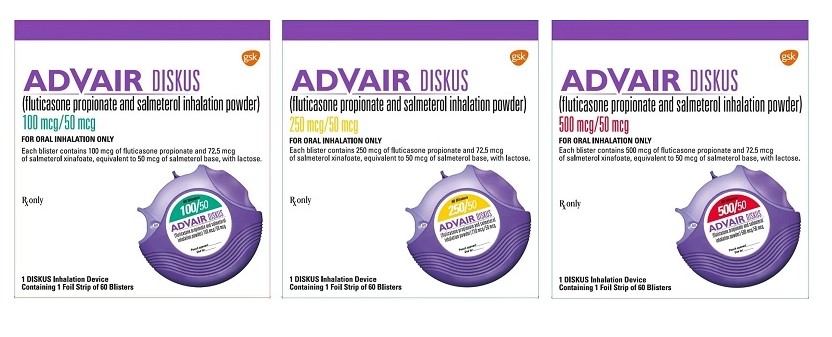 gsk
ADVAIR DISKUS
(fluticasone propionate and salmeterol inhalation powder)
100 mcg/50 mcg
FOR ORAL INHALATION ONLY
Each blister contains 100 mcg of fluticasone propionate and 72.5 mcg
of salmeterol xinafoate, equivalent to 50 mcg of salmeterol base, with lactose.
℞ only
100/50
ADVAIR DISKUS
1 DISKUS Inhalation Device
Containing 1 Foil Strip of 60 Blisters
gsk
ADVAIR DISKUS
(fluticasone propionate and salmeterol inhalation powder)
250 mcg/50 mcg
FOR ORAL INHALATION ONLY
Each blister contains 250 mcg of fluticasone propionate and 72.5 mcg
of salmeterol xinafoate, equivalent to 50 mcg of salmeterol base, with lactose.
℞ only
250/50
ADVAIR DISKUS
1 DISKUS Inhalation Device
Containing 1 Foil Strip of 60 Blisters
gsk
ADVAIR DISKUS
(fluticasone propionate and salmeterol inhalation powder)
500 mcg/50 mcg
FOR ORAL INHALATION ONLY
Each blister contains 500 mcg of fluticasone propionate and 72.5 mcg
of salmeterol xinafoate, equivalent to 50 mcg of salmeterol base, with lactose.
℞ only
500/50
ADVAIR DISKUS
1 DISKUS Inhalation Device
Containing 1 Foil Strip of 60 Blisters